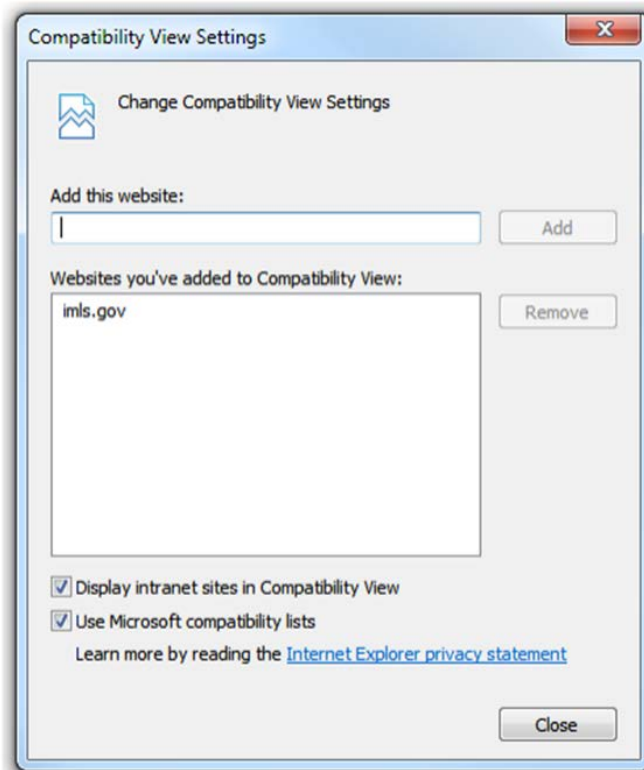 Compatibility View Settings
Change Compatibility View Settings
Add this website:
Add
Websites you've added to Compatibility View:
imls.gov
Remove
Display intranet sites in Compatibility View
Use Microsoft compatibility lists
Learn more by reading the Internet Explorer privacy statement
Close